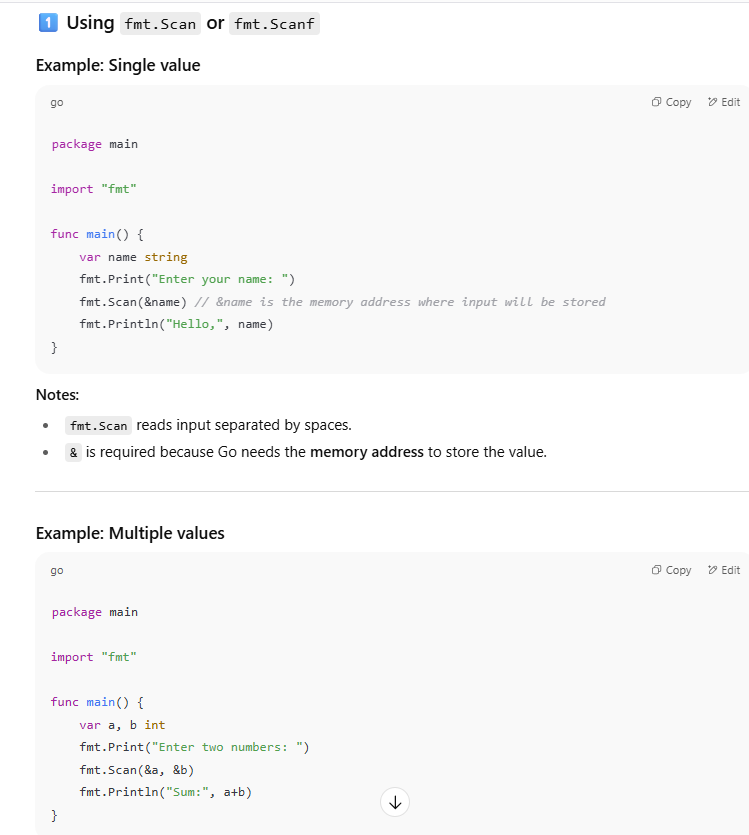 1 Using fmt.Scan or fmt.Scanf
Example: Single value
go Copy Edit
package main
import "fmt"
func main() {
    var name string
    fmt.Print("Enter your name: ")
    fmt.Scan(&name) // &name is the memory address where input will be stored
    fmt.Println("Hello,", name)
}
Notes:
• fmt.Scan reads input separated by spaces.
• & is required because Go needs the memory address to store the value.
Example: Multiple values
go Copy Edit
package main
import "fmt"
func main() {
    var a, b int
    fmt.Print("Enter two numbers: ")
    fmt.Scan(&a, &b)
    fmt.Println("Sum:", a+b)
}